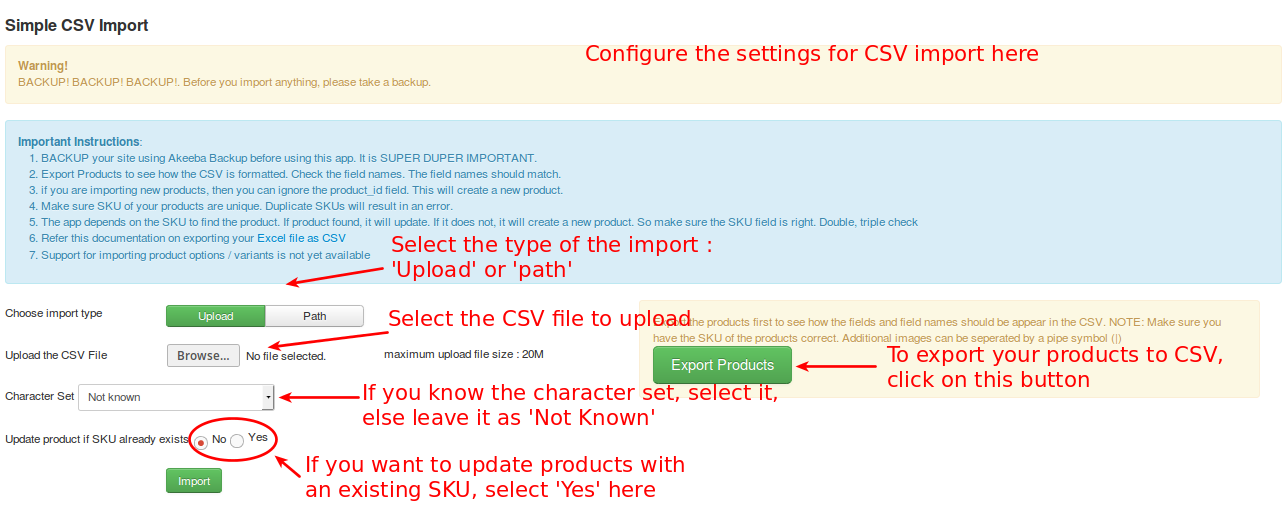 Simple CSV Import
Configure the settings for CSV import here
Warning!
BACKUP! BACKUP! BACKUP!. Before you import anything, please take a backup.
Important Instructions:
1. BACKUP your site using Akeeba Backup before using this app. It is SUPER DUPER IMPORTANT.
2. Export Products to see how the CSV is formatted. Check the field names. The field names should match.
3. if you are importing new products, then you can ignore the product_id field. This will create a new product.
4. Make sure SKU of your products are unique. Duplicate SKUs will result in an error.
5. The app depends on the SKU to find the product. If product found, it will update. If it does not, it will create a new product. So make sure the SKU field is right. Double, triple check
6. Refer this documentation on exporting your Excel file as CSV
7. Support for importing product options / variants is not yet available
Select the type of the import :
'Upload' or 'path'
Choose import type
Upload
Path
Select the CSV file to upload
Upload the CSV File
Browse...
No file selected.
maximum upload file size : 20M
the products first to see how the fields and field names should be appear in the CSV. NOTE: Make sure you
have the SKU of the products correct. Additional images can be seperated by a pipe symbol (|)
Export Products
To export your products to CSV,
click on this button
Character Set
Not known
If you know the character set, select it,
else leave it as 'Not Known'
Update product if SKU already exists
No
Yes
If you want to update products with
an existing SKU, select 'Yes' here
Import